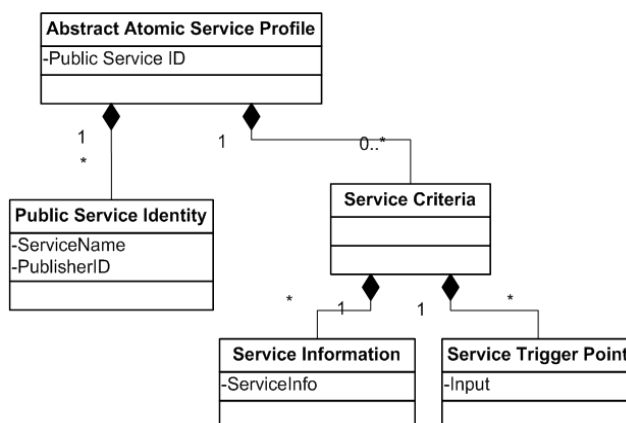 Abstract Atomic Service Profile
-Public Service ID
1
1
*
0..*
Public Service Identity
-ServiceName
-PublisherID
Service Criteria
*
1
1
*
Service Information
-ServiceInfo
Service Trigger Point
-Input